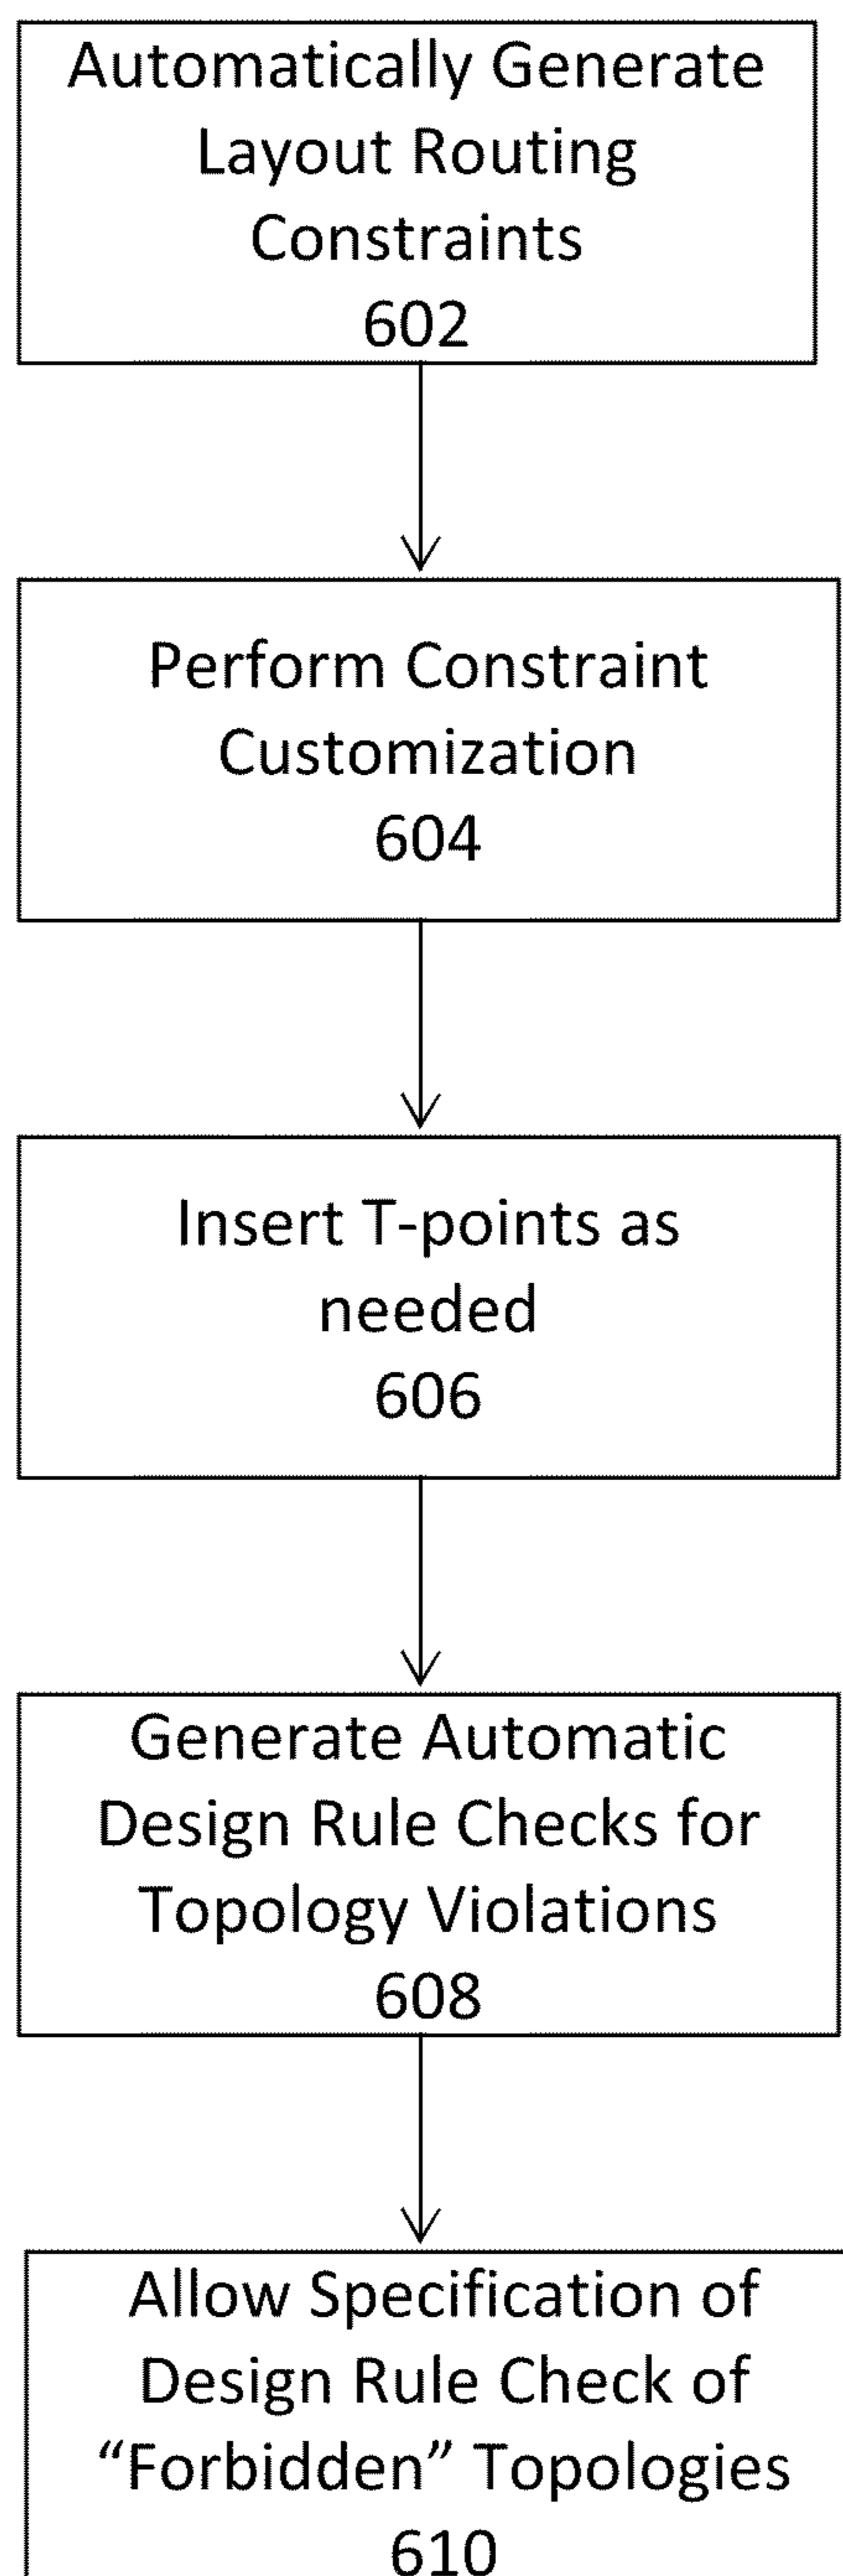 Automatically Generate
Layout Routing
Constraints
602
Perform Constraint
Customization
604
Insert T-points as
needed
606
Generate Automatic
Design Rule Checks for
Topology Violations
608
Allow Specification of
Design Rule Check of
“Forbidden” Topologies
610